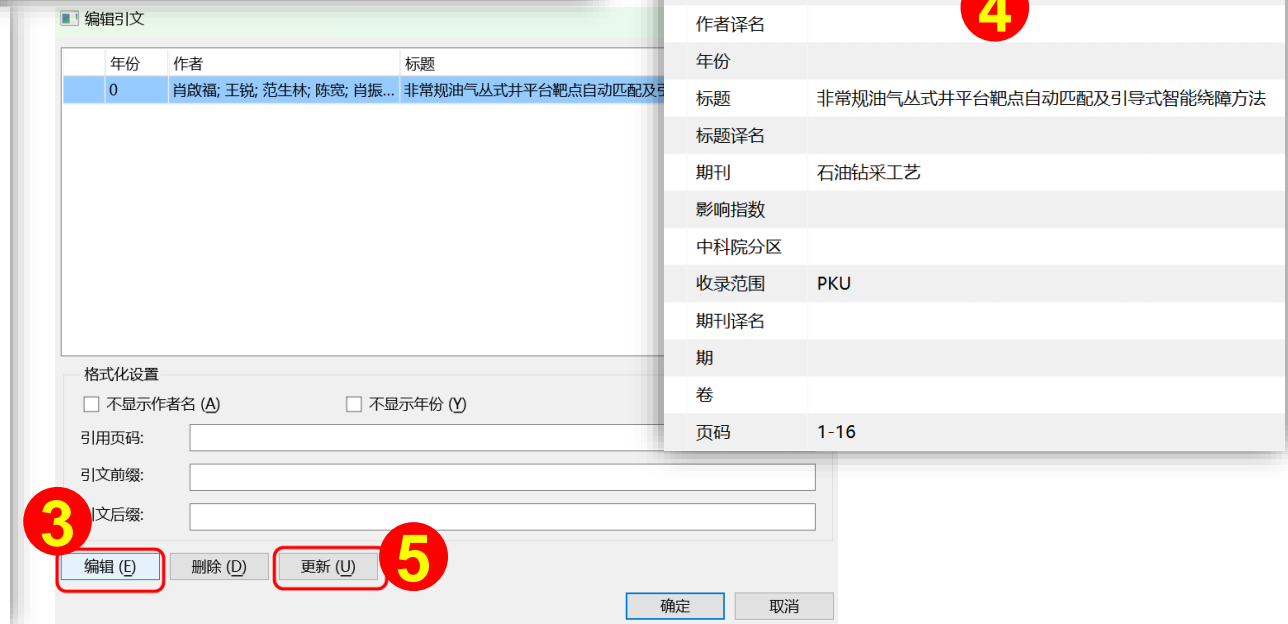 编辑引文
年份 作者 标题
0 肖啟福; 王锐; 范生林; 陈宽; 肖振... 非常规油气丛式井平台靶点自动匹配及
格式化设置
不显示作者名 (A) 不显示年份 (Y)
引用页码:
引文前缀:
引文后缀:
3
编辑 (E) 删除 (D) 更新 (U)
5
确定 取消
4
作者译名
年份
标题 非常规油气丛式井平台靶点自动匹配及引导式智能绕障方法
标题译名
期刊 石油钻采工艺
影响指数
中科院分区
收录范围 PKU
期刊译名
期
卷
页码 1-16